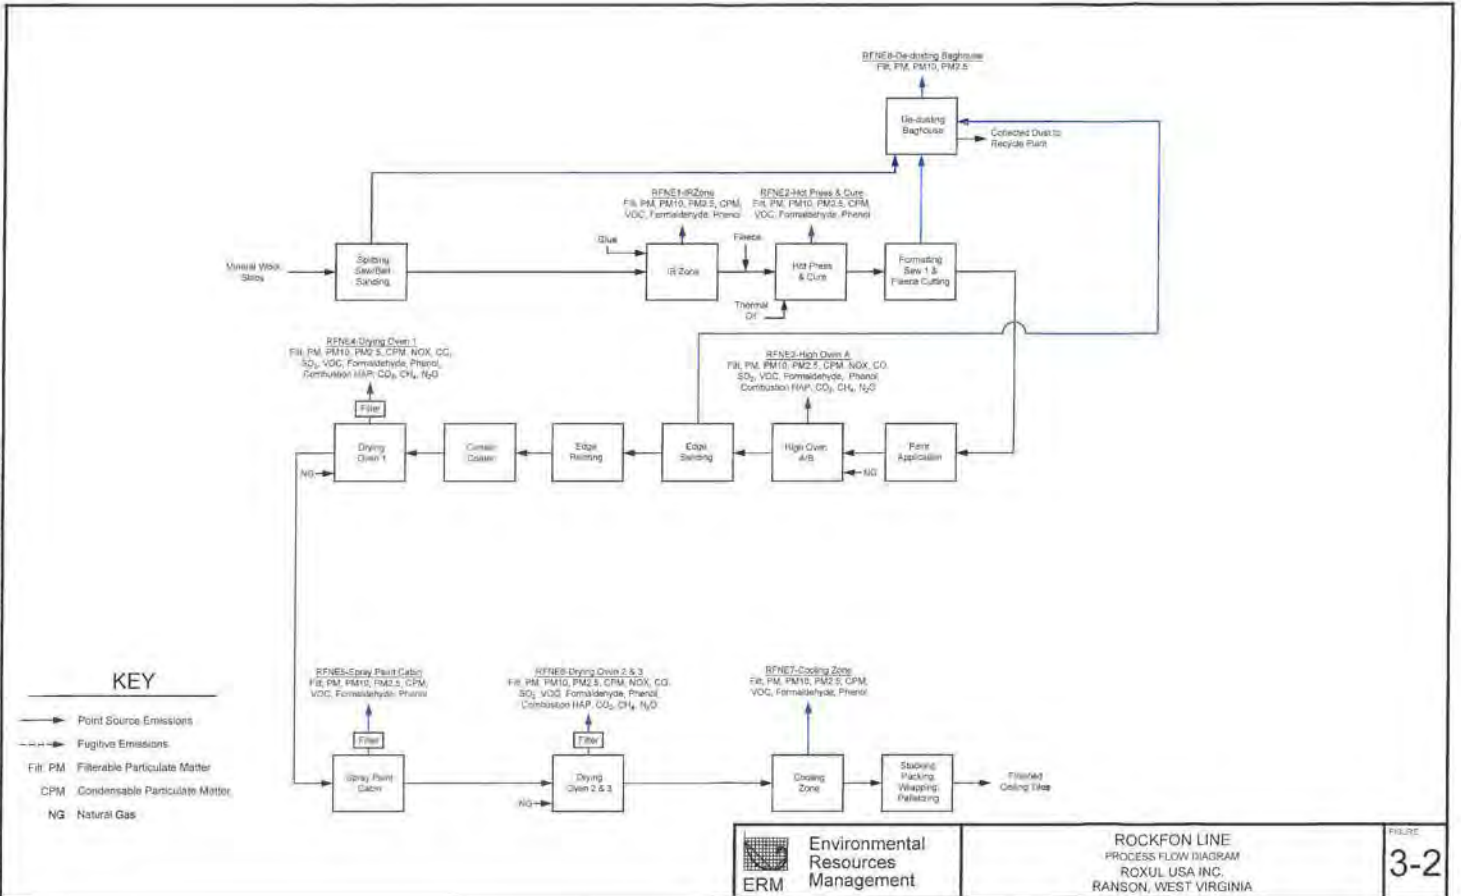 RFNE8-De-dusting Baghouse
Filt, PM, PM10, PM2.5
De-dusting
Baghouse
Collected Dust to
Recycle Plant
RFNE1-IR Zone
Filt, PM, PM10, PM2.5, CPM,
VOC, Formaldehyde, Phenol
RFNE2-Hot Press & Cure
Filt, PM, PM10, PM2.5, CPM,
VOC, Formaldehyde, Phenol
Glue
Fleece
Mineral Wool
Slabs
Splitting
Saw/Belt
Sanding
IR Zone
Hot Press
& Cure
Formatting
Saw 1 &
Fleece Cutting
Thermal
Oil
RFNE4-Drying Oven 1
Filt, PM, PM10, PM2.5, CPM, NOX, CO,
SO₂, VOC, Formaldehyde, Phenol,
Combustion HAP, CO₂, CH₄, N₂O
RFNE3-High Oven A
Filt, PM, PM10, PM2.5, CPM, NOX, CO,
SO₂, VOC, Formaldehyde, Phenol,
Combustion HAP, CO₂, CH₄, N₂O
Filter
Drying
Oven 1
NG
Curtain
Coater
Edge
Painting
Edge
Sanding
High Oven
A/B
NG
Paint
Application
RFNE5-Spray Paint Cabin
Filt, PM, PM10, PM2.5, CPM,
VOC, Formaldehyde, Phenol
RFNE6-Drying Oven 2 & 3
Filt, PM, PM10, PM2.5, CPM, NOX, CO,
SO₂, VOC, Formaldehyde, Phenol,
Combustion HAP, CO₂, CH₄, N₂O
RFNE7-Cooling Zone
Filt, PM, PM10, PM2.5, CPM,
VOC, Formaldehyde, Phenol
Filter
Filter
Spray Paint
Cabin
Drying
Oven 2 & 3
NG
Cooling
Zone
Stacking
Packing
Wrapping
Palletizing
Finished
Ceiling Tiles
KEY
Point Source Emissions
Fugitive Emissions
Filt. PM Filterable Particulate Matter
CPM Condensable Particulate Matter
NG Natural Gas
ERM
Environmental
Resources
Management
ROCKFON LINE
PROCESS FLOW DIAGRAM
ROXUL USA INC.
RANSON, WEST VIRGINIA
FIGURE
3-2